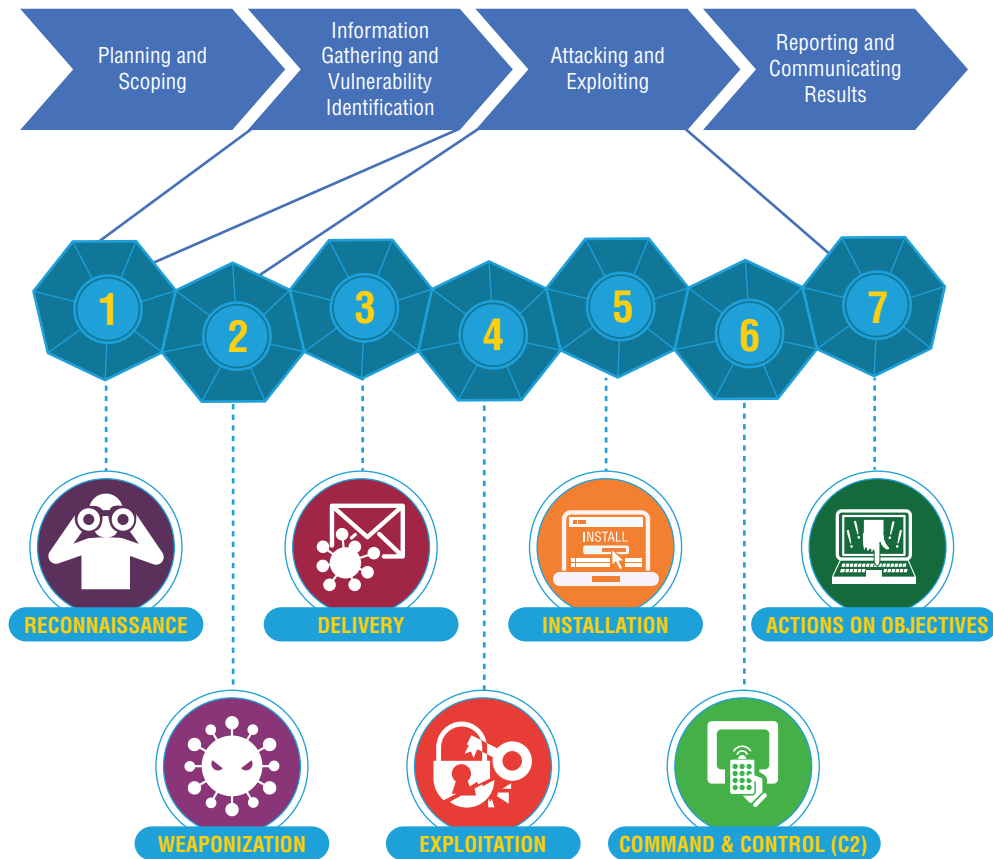 Planning and
Scoping
Information
Gathering and
Vulnerability
Identification
Attacking and
Exploiting
Reporting and
Communicating
Results
1
2
3
4
5
6
7
INSTALL
RECONNAISSANCE
DELIVERY
INSTALLATION
ACTIONS ON OBJECTIVES
WEAPONIZATION
EXPLOITATION
COMMAND & CONTROL (C2)